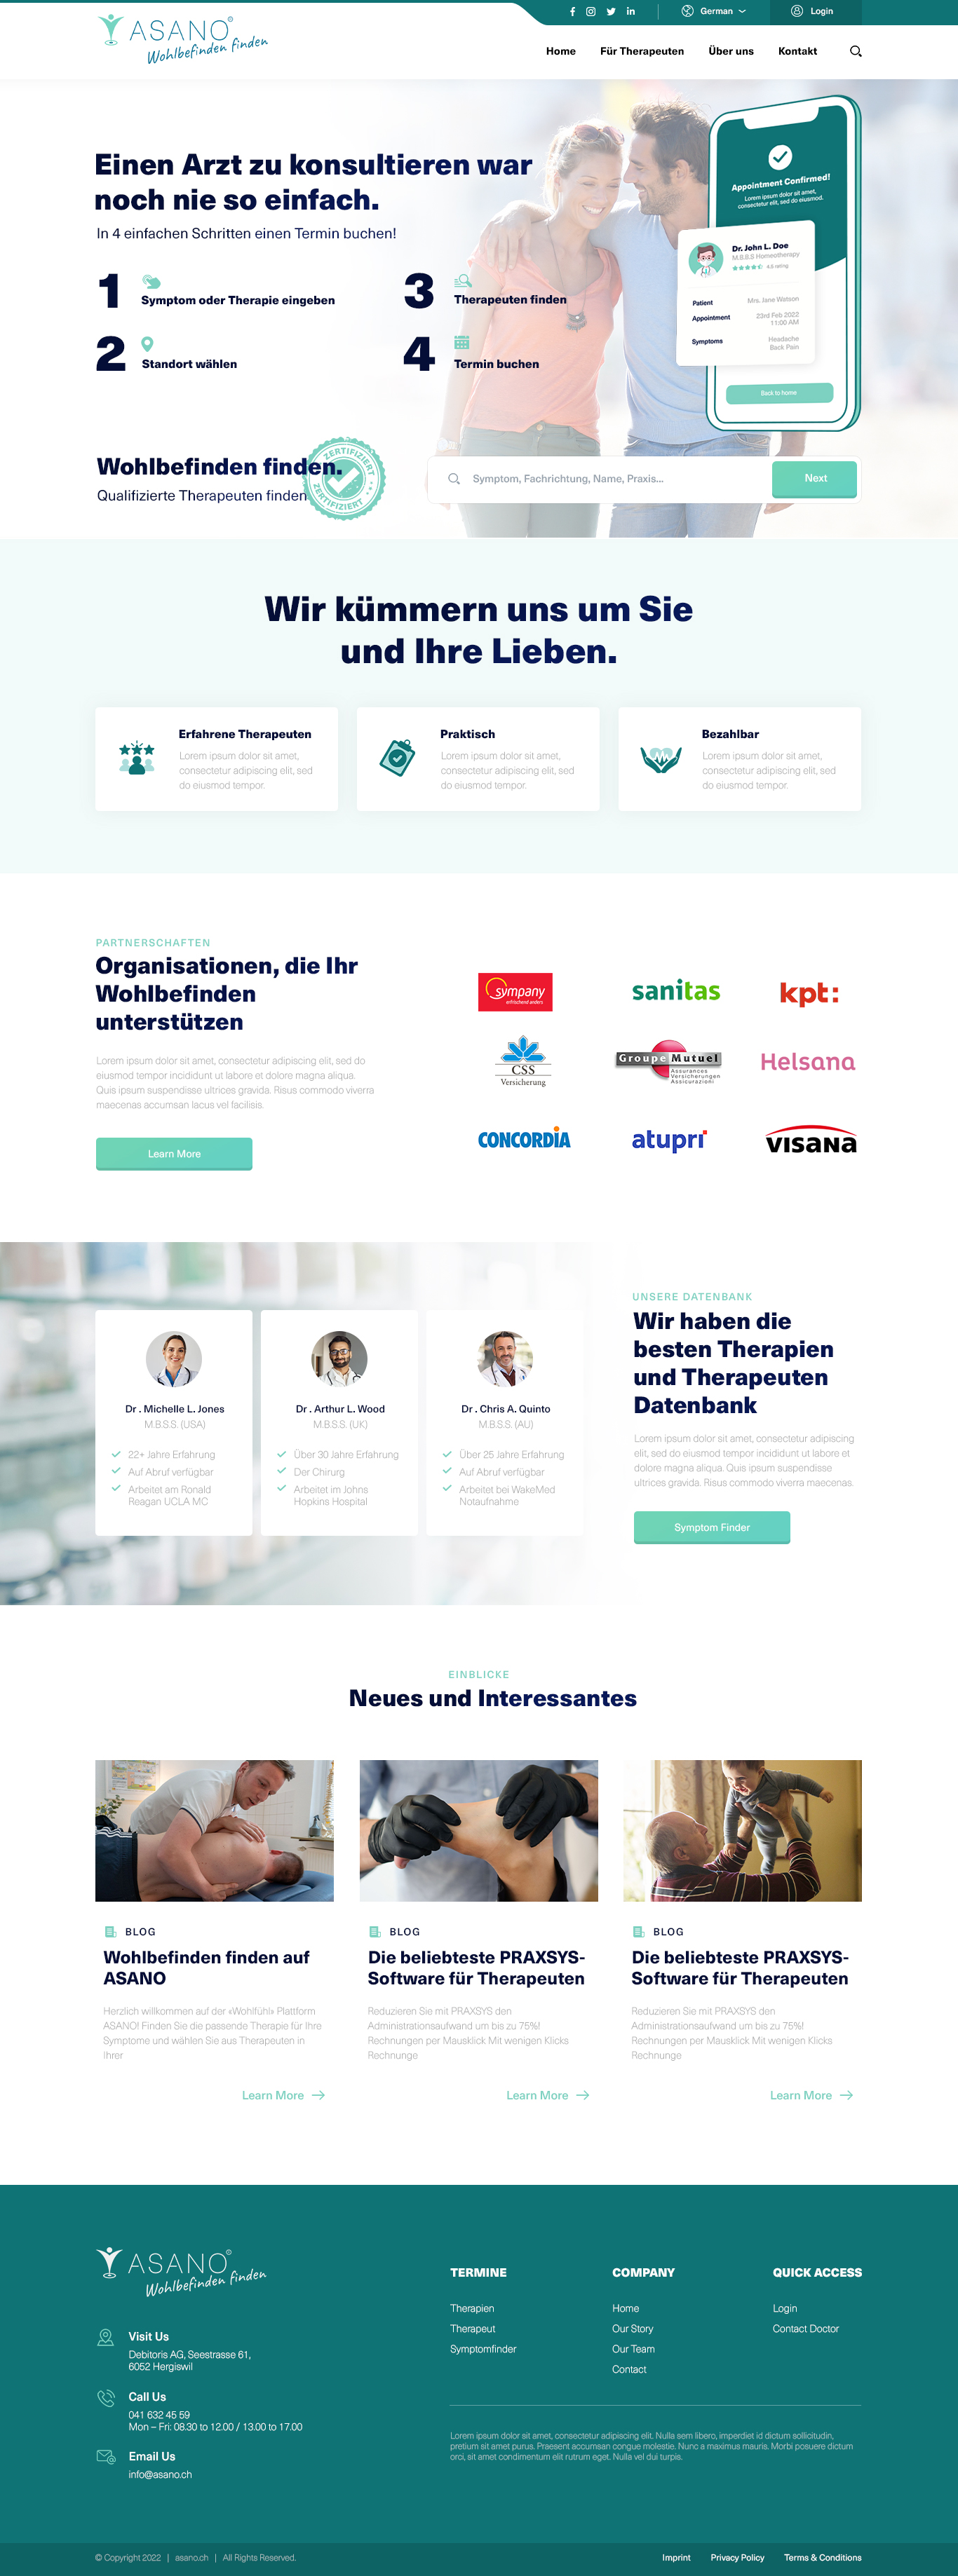 German
Login
ASANO®
Wohlbefinden finden
Home
Für Therapeuten
Über uns
Kontakt
Einen Arzt zu konsultieren war
noch nie so einfach.
In 4 einfachen Schritten einen Termin buchen!
1
Symptom oder Therapie eingeben
2
Standort wählen
3
Therapeuten finden
4
Termin buchen
Appointment Confirmed!
Lorem ipsum dolor sit amet,
consectetur elit, sed do eiusmod.
Dr. John L. Doe
M.B.B.S Homeotherapy
4.5 rating
Patient
Mrs. Jane Watson
Appointment
23rd Feb 2022
11:00 AM
Symptoms
Headache
Back Pain
Back to home
Wohlbefinden finden.
Qualifizierte Therapeuten finden
ZERTIFIZIERT
ZERTIFIZIERT
Symptom, Fachrichtung, Name, Praxis...
Next
Wir kümmern uns um Sie
und Ihre Lieben.
Erfahrene Therapeuten
Lorem ipsum dolor sit amet,
consectetur adipiscing elit, sed
do eiusmod tempor.
Praktisch
Lorem ipsum dolor sit amet,
consectetur adipiscing elit, sed
do eiusmod tempor.
Bezahlbar
Lorem ipsum dolor sit amet,
consectetur adipiscing elit, sed
do eiusmod tempor.
PARTNERSCHAFTEN
Organisationen, die Ihr
Wohlbefinden
unterstützen
Lorem ipsum dolor sit amet, consectetur adipiscing elit, sed do
eiusmod tempor incididunt ut labore et dolore magna aliqua.
Quis ipsum suspendisse ultrices gravida. Risus commodo viverra
maecenas accumsan lacus vel facilisis.
Learn More
sympany
erfrischend anders
sanitas
kpt:
CSS
Versicherung
Groupe Mutuel
Assurances
Versicherungen
Assicurazioni
Helsana
CONCORDIA
atupri
visana
Dr . Michelle L. Jones
M.B.S.S. (USA)
22+ Jahre Erfahrung
Auf Abruf verfügbar
Arbeitet am Ronald
Reagan UCLA MC
Dr . Arthur L. Wood
M.B.S.S. (UK)
Über 30 Jahre Erfahrung
Der Chirurg
Arbeitet im Johns
Hopkins Hospital
Dr . Chris A. Quinto
M.B.S.S. (AU)
Über 25 Jahre Erfahrung
Auf Abruf verfügbar
Arbeitet bei WakeMed
Notaufnahme
UNSERE DATENBANK
Wir haben die
besten Therapien
und Therapeuten
Datenbank
Lorem ipsum dolor sit amet, consectetur adipiscing
elit, sed do eiusmod tempor incididunt ut labore et
dolore magna aliqua. Quis ipsum suspendisse
ultrices gravida. Risus commodo viverra maecenas.
Symptom Finder
EINBLICKE
Neues und Interessantes
BLOG
Wohlbefinden finden auf
ASANO
Herzlich willkommen auf der «Wohlfühl» Plattform
ASANO! Finden Sie die passende Therapie für Ihre
Symptome und wählen Sie aus Therapeuten in
Ihrer
Learn More
BLOG
Die beliebteste PRAXSYS-
Software für Therapeuten
Reduzieren Sie mit PRAXSYS den
Administrationsaufwand um bis zu 75%!
Rechnungen per Mausklick Mit wenigen Klicks
Rechnunge
Learn More
BLOG
Die beliebteste PRAXSYS-
Software für Therapeuten
Reduzieren Sie mit PRAXSYS den
Administrationsaufwand um bis zu 75%!
Rechnungen per Mausklick Mit wenigen Klicks
Rechnunge
Learn More
ASANO®
Wohlbefinden finden
Visit Us
Debitoris AG, Seestrasse 61,
6052 Hergiswil
Call Us
041 632 45 59
Mon – Fri: 08.30 to 12.00 / 13.00 to 17.00
Email Us
info@asano.ch
TERMINE
Therapien
Therapeut
Symptomfinder
COMPANY
Home
Our Story
Our Team
Contact
QUICK ACCESS
Login
Contact Doctor
Lorem ipsum dolor sit amet, consectetur adipiscing elit. Nulla sem libero, imperdiet id dictum sollicitudin,
pretium sit amet purus. Praesent accumsan congue molestie. Nunc a maximus mauris. Morbi posuere dictum
orci, sit amet condimentum elit rutrum eget. Nulla vel dui turpis.
© Copyright 2022 | asano.ch | All Rights Reserved.
Imprint
Privacy Policy
Terms & Conditions